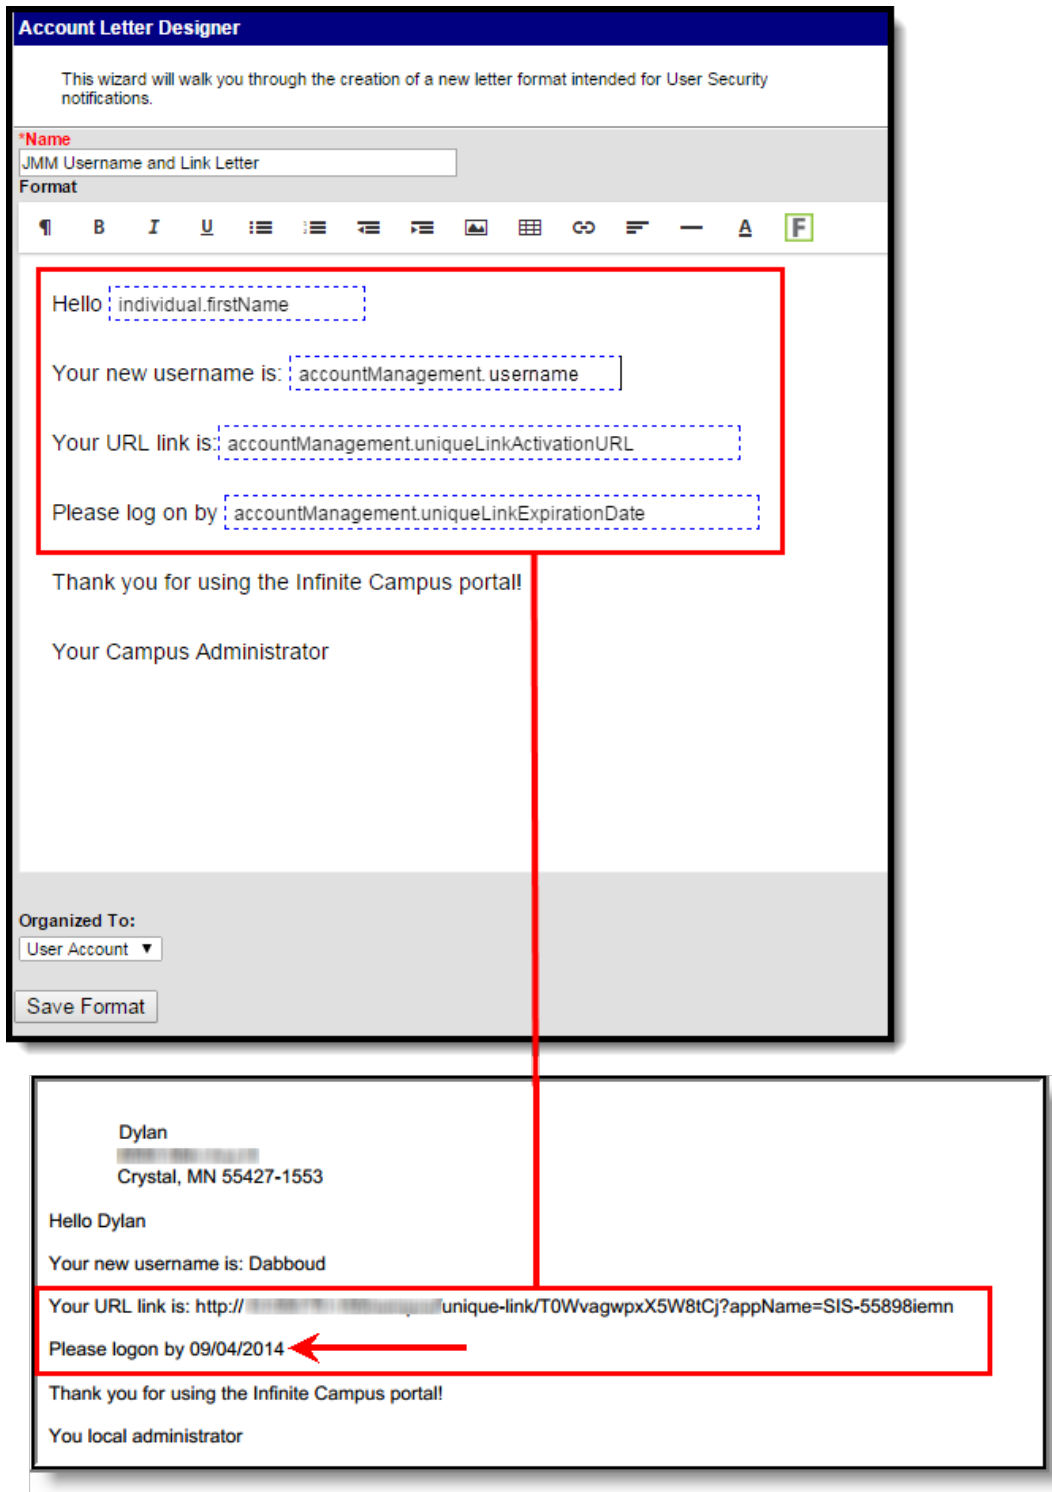 Account Letter Designer
This wizard will walk you through the creation of a new letter format intended for User Security
notifications.
*Name
JMM Username and Link Letter
Format
¶ B I U A F
Hello individual.firstName
Your new username is: accountManagement.username
Your URL link is: accountManagement.uniqueLinkActivationURL
Please log on by accountManagement.uniqueLinkExpirationDate
Thank you for using the Infinite Campus portal!
Your Campus Administrator
Organized To:
User Account ▼
Save Format
Dylan
Crystal, MN 55427-1553
Hello Dylan
Your new username is: Dabboud
Your URL link is: http:// unique-link/T0WvagwpxX5W8tCj?appName=SIS-55898iemn
Please logon by 09/04/2014
Thank you for using the Infinite Campus portal!
You local administrator